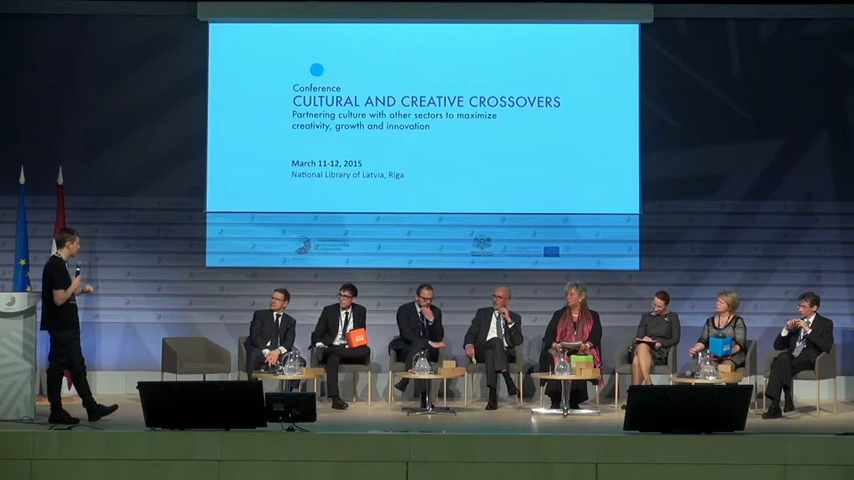 Conference
CULTURAL AND CREATIVE CROSSOVERS
Partnering culture with other sectors to maximize
creativity, growth and innovation
March 11-12, 2015
National Library of Latvia, Riga